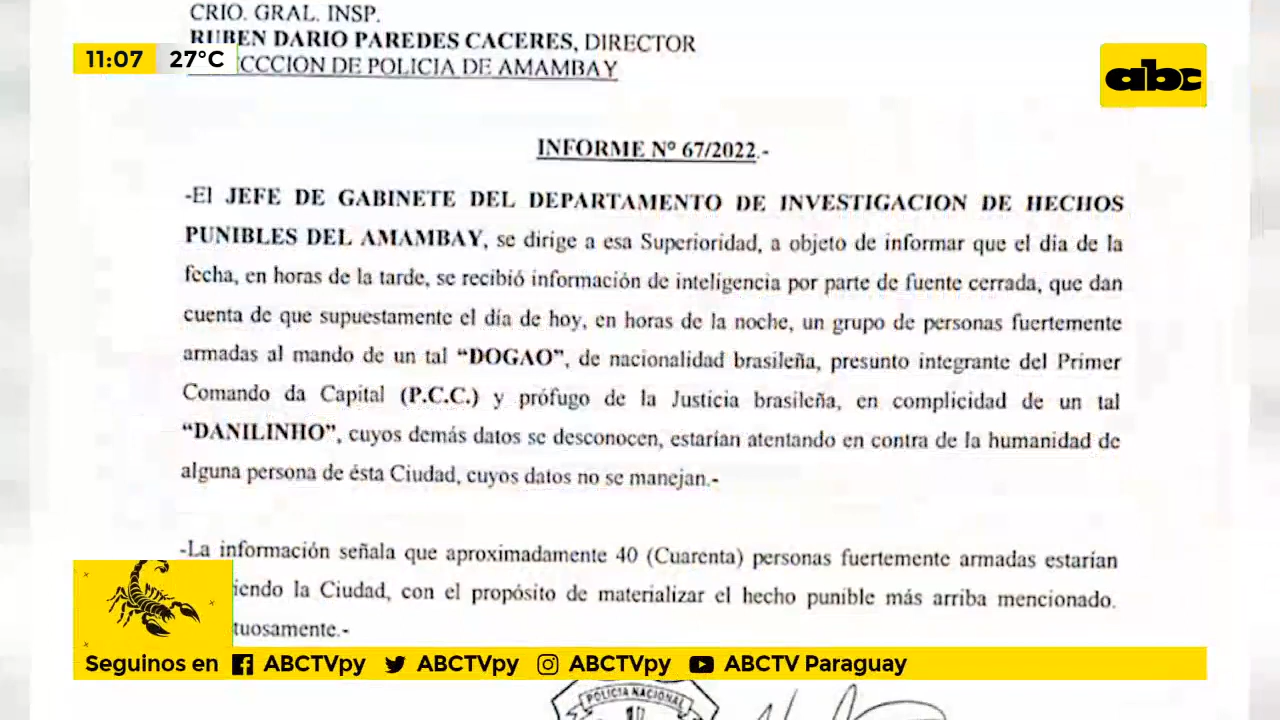 CRIO. GRAL. INSP.
RUBEN DARIO PAREDES CACERES, DIRECTOR
CCCION DE POLICIA DE AMAMBAY
11:07 27°C
abc
INFORME N° 67/2022.-
-El JEFE DE GABINETE DEL DEPARTAMENTO DE INVESTIGACION DE HECHOS
PUNIBLES DEL AMAMBAY, se dirige a esa Superioridad, a objeto de informar que el día de la
fecha, en horas de la tarde, se recibió información de inteligencia por parte de fuente cerrada, que dan
cuenta de que supuestamente el día de hoy, en horas de la noche, un grupo de personas fuertemente
armadas al mando de un tal “DOGAO”, de nacionalidad brasileña, presunto integrante del Primer
Comando da Capital (P.C.C.) y prófugo de la Justicia brasileña, en complicidad de un tal
“DANILINHO”, cuyos demás datos se desconocen, estarían atentando en contra de la humanidad de
alguna persona de ésta Ciudad, cuyos datos no se manejan.-
-La información señala que aproximadamente 40 (Cuarenta) personas fuertemente armadas estarían
iendo la Ciudad, con el propósito de materializar el hecho punible más arriba mencionado.
tuosamente.-
Seguinos en ABCTVpy ABCTVpy ABCTVpy ABCTV Paraguay
POLICIA NACIONAL